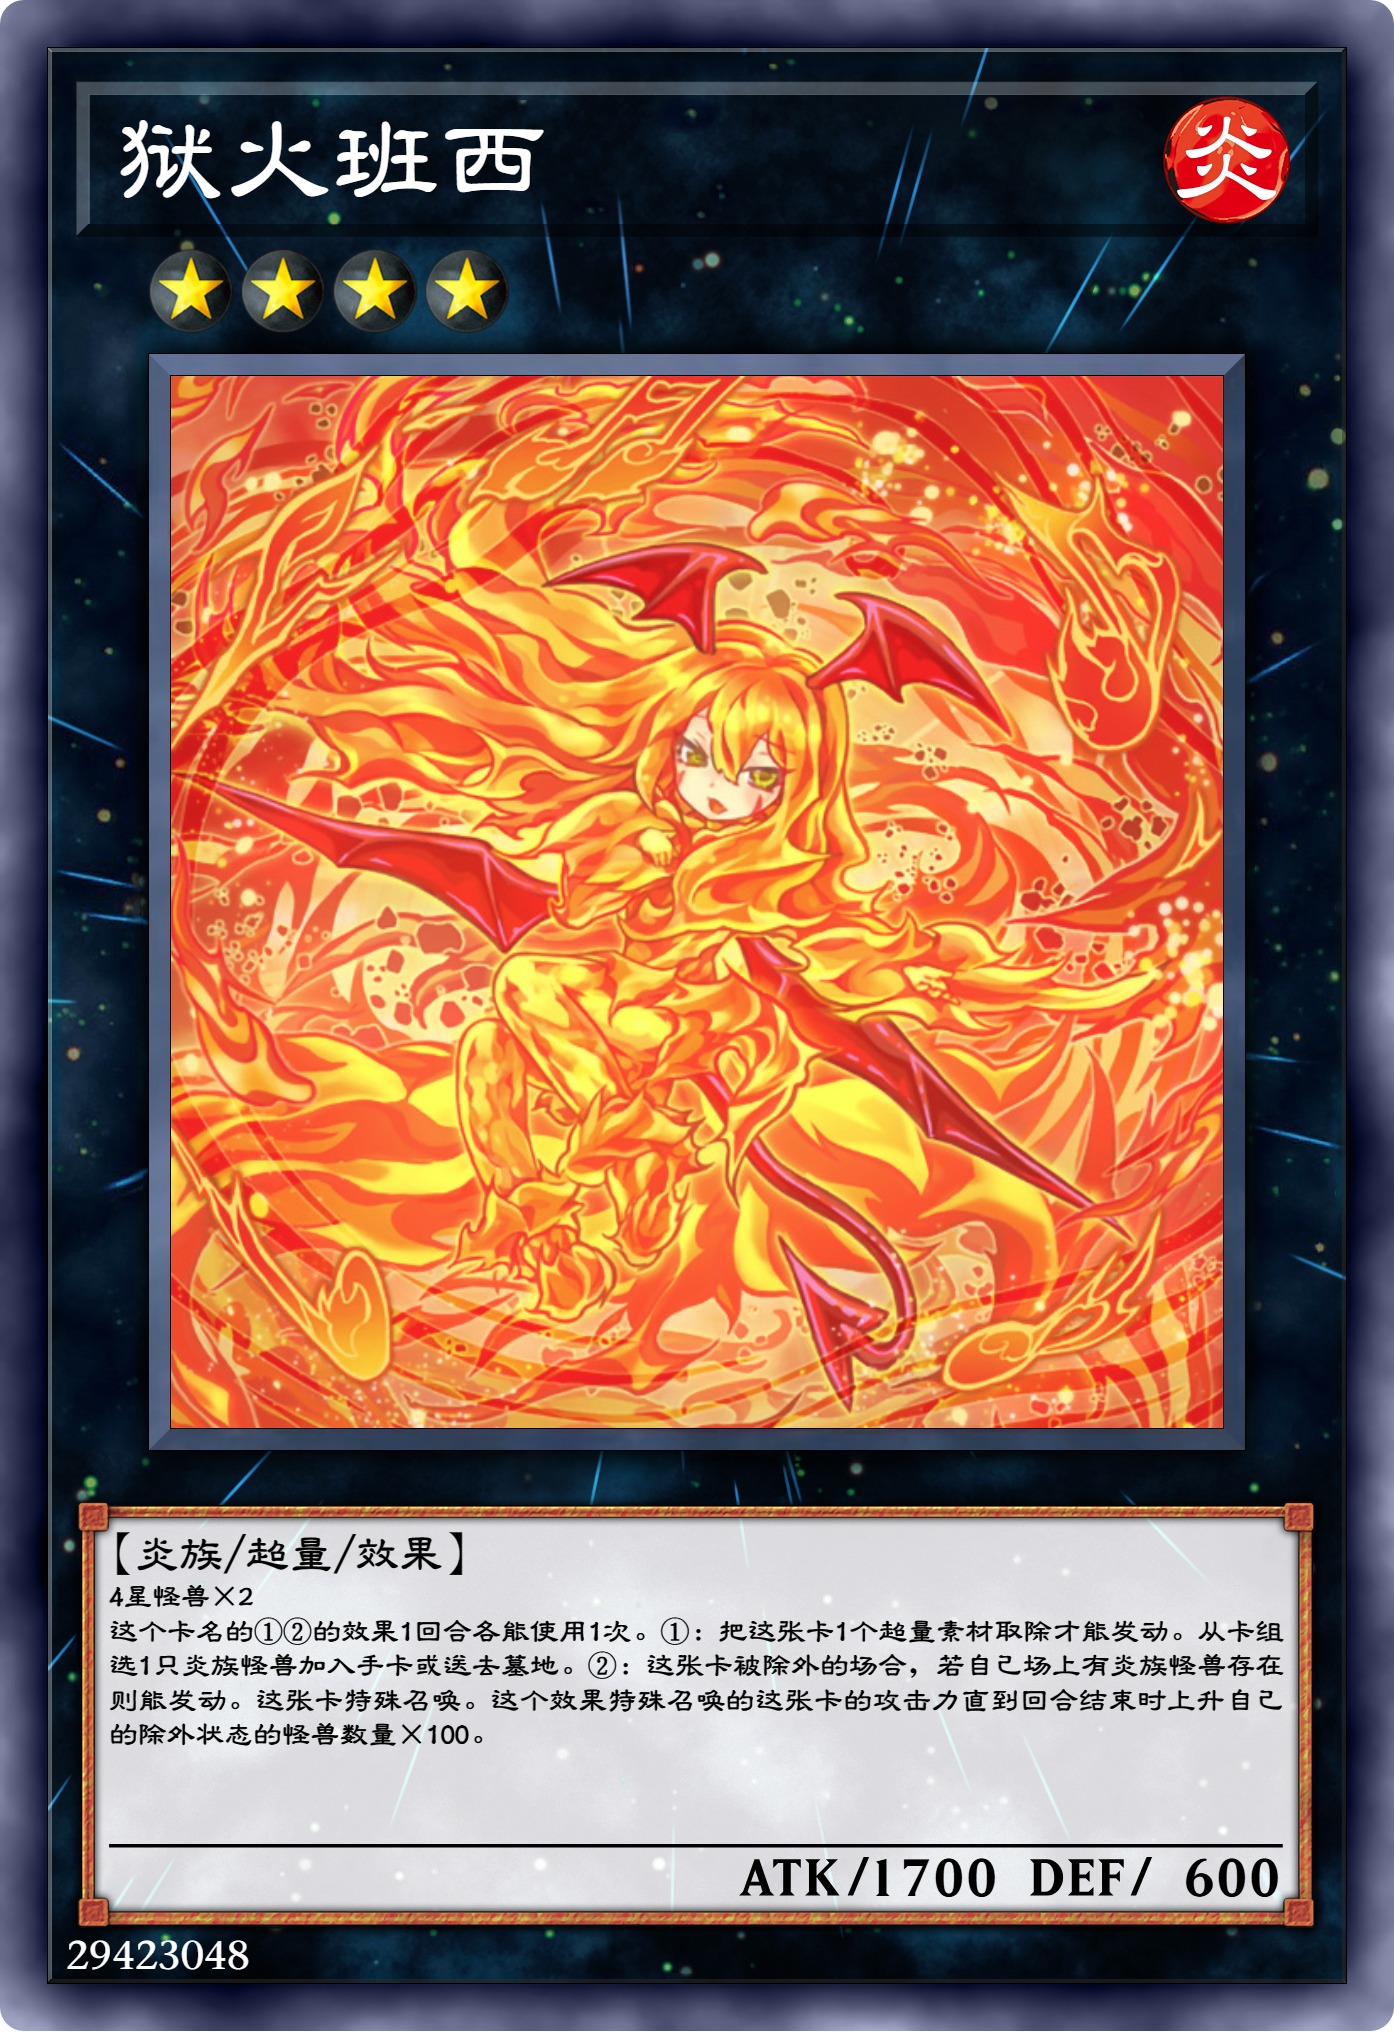 狱火班西
炎
【炎族/超量/效果】
4星怪兽×2
这个卡名的①②的效果1回合各能使用1次。①：把这张卡1个超量素材取除才能发动。从卡组
选1只炎族怪兽加入手卡或送去墓地。②：这张卡被除外的场合，若自己场上有炎族怪兽存在
则能发动。这张卡特殊召唤。这个效果特殊召唤的这张卡的攻击力直到回合结束时上升自己
的除外状态的怪兽数量×100。
ATK/1700 DEF/ 600
29423048